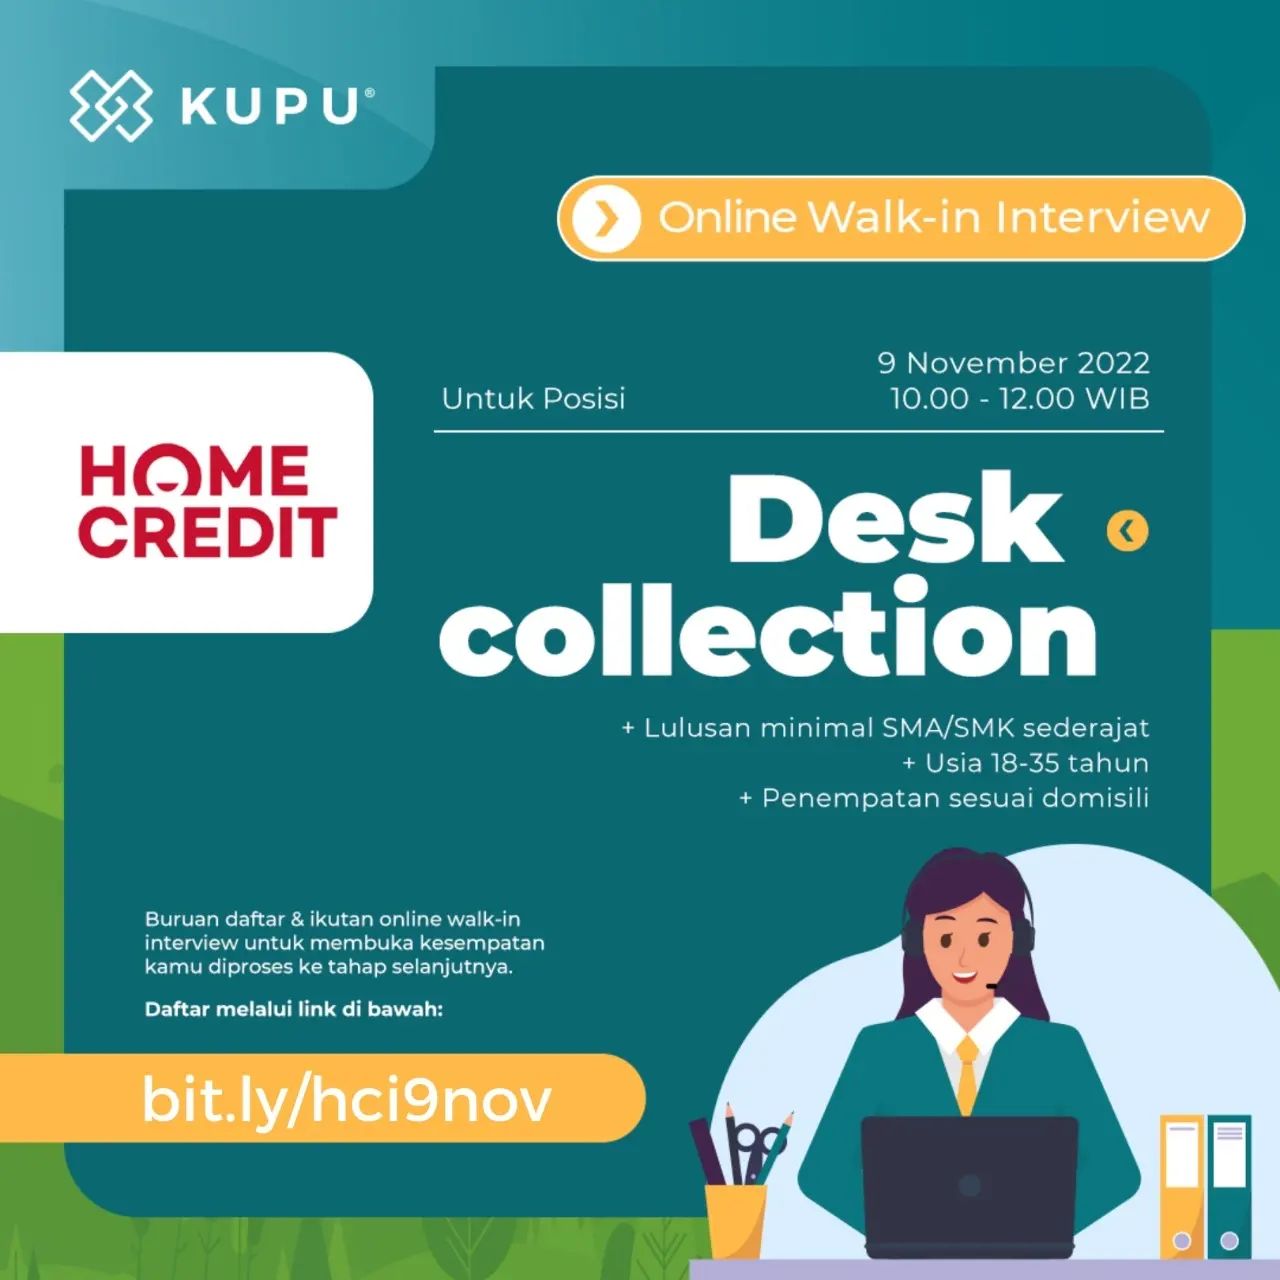 KUPU®
Online Walk-in Interview
9 November 2022
Untuk Posisi
10.00 - 12.00 WIB
HOME
CREDIT
Desk
collection
+ Lulusan minimal SMA/SMK sederajat
+ Usia 18-35 tahun
+ Penempatan sesuai domisili
Buruan daftar & ikutan online walk-in
interview untuk membuka kesempatan
kamu diproses ke tahap selanjutnya.
Daftar melalui link di bawah:
bit.ly/hci9nov